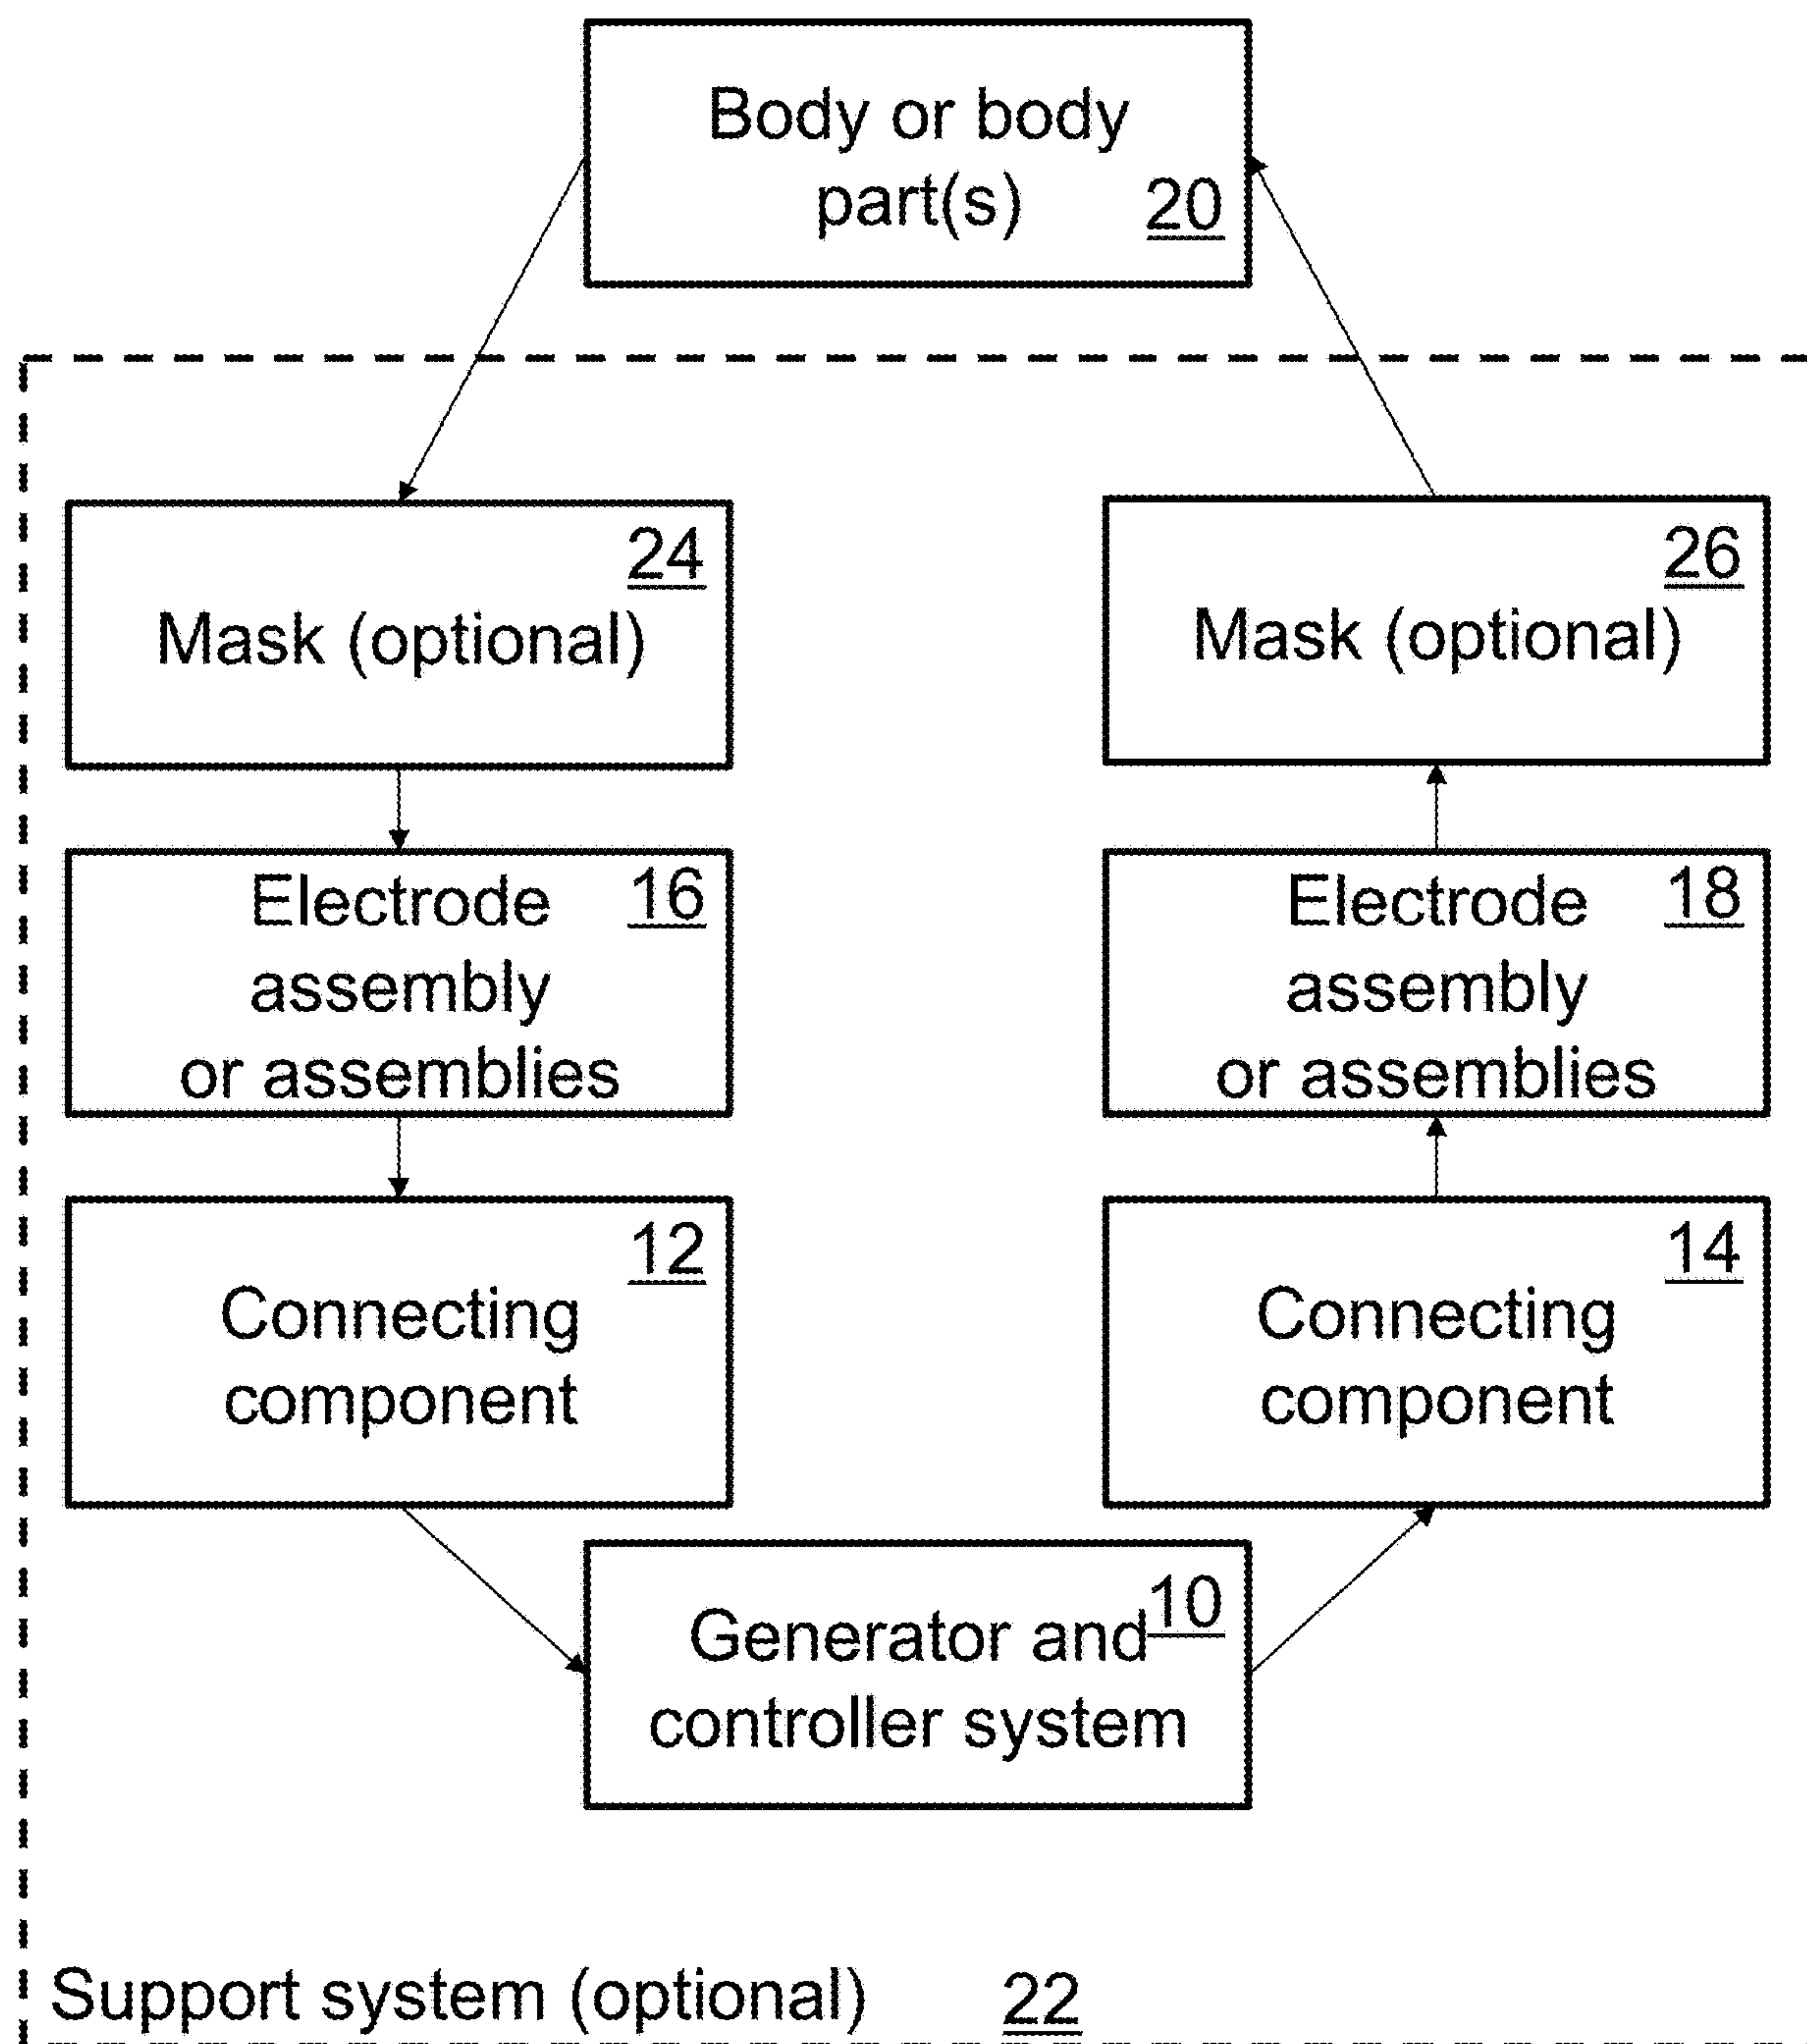 Body or body
part(s) 20
24
Mask (optional)
26
Mask (optional)
Electrode 16
assembly
or assemblies
Electrode 18
assembly
or assemblies
12
Connecting
component
14
Connecting
component
Generator and 10
controller system
Support system (optional) 22